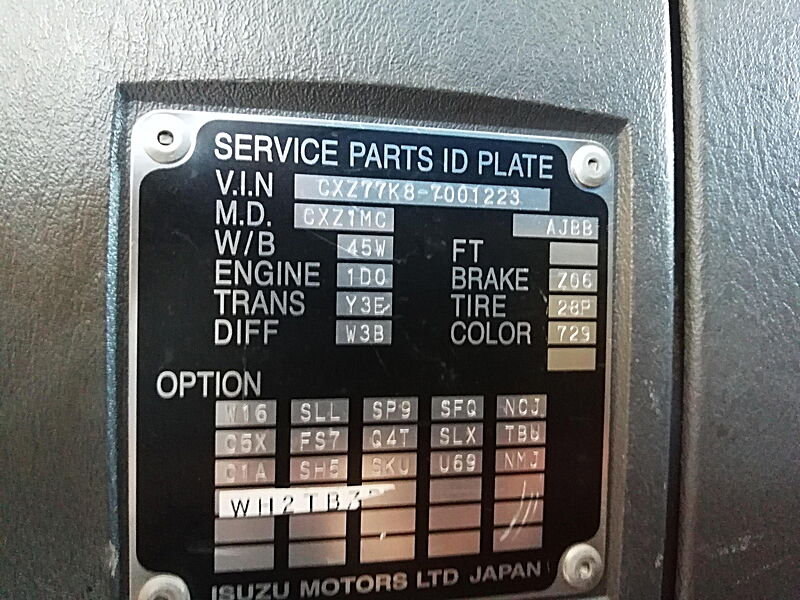 SERVICE PARTS ID PLATE
V.I.N CXZ77K8-7001223
M.D. CXZ1MC AJBB
W/B 45W FT
ENGINE 1D0 BRAKE Z06
TRANS Y3E TIRE 28P
DIFF W3B COLOR 729
OPTION
W16 SLL SP9 SFQ NCJ
C5X FS7 Q4T SLX TBU
C1A SH5 SKU U69 NMJ
WH2TB3
ISUZU MOTORS LTD JAPAN